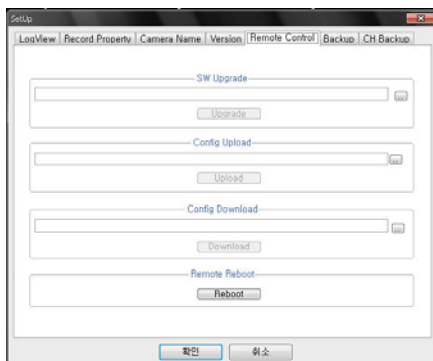 SetUp
LogView Record Property Camera Name Version Remote Control Backup CH Backup
SW Upgrade
...
Upgrade
Config Upload
...
Upload
Config Download
...
Download
Remote Reboot
Reboot
확인 취소